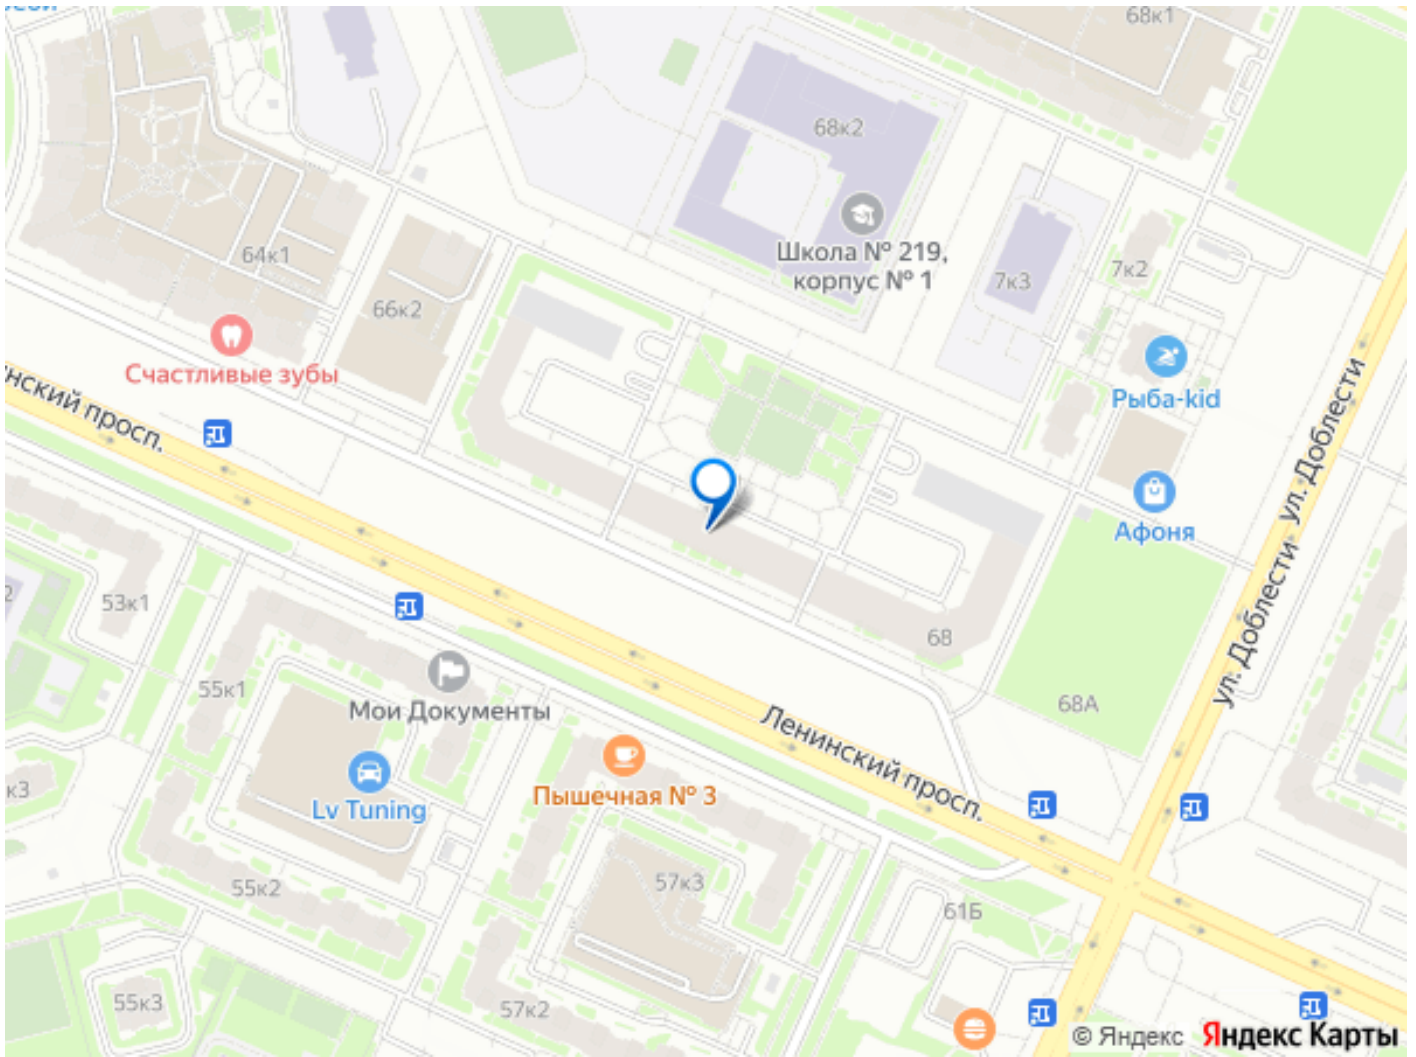 68к1
68к2
Школа № 219,
корпус № 1
64к1
66к2
7к3
7к2
Счастливые зубы
Рыба-kid
нский просп.
ул. Доблести
Афоня
53к1
68
ул. Доблести
55к1
Мои Документы
68А
Ленинский просп.
Lv Tuning
Пышечная № 3
к3
55к2
57к3
61Б
55к3
57к2
© Яндекс Яндекс Карты